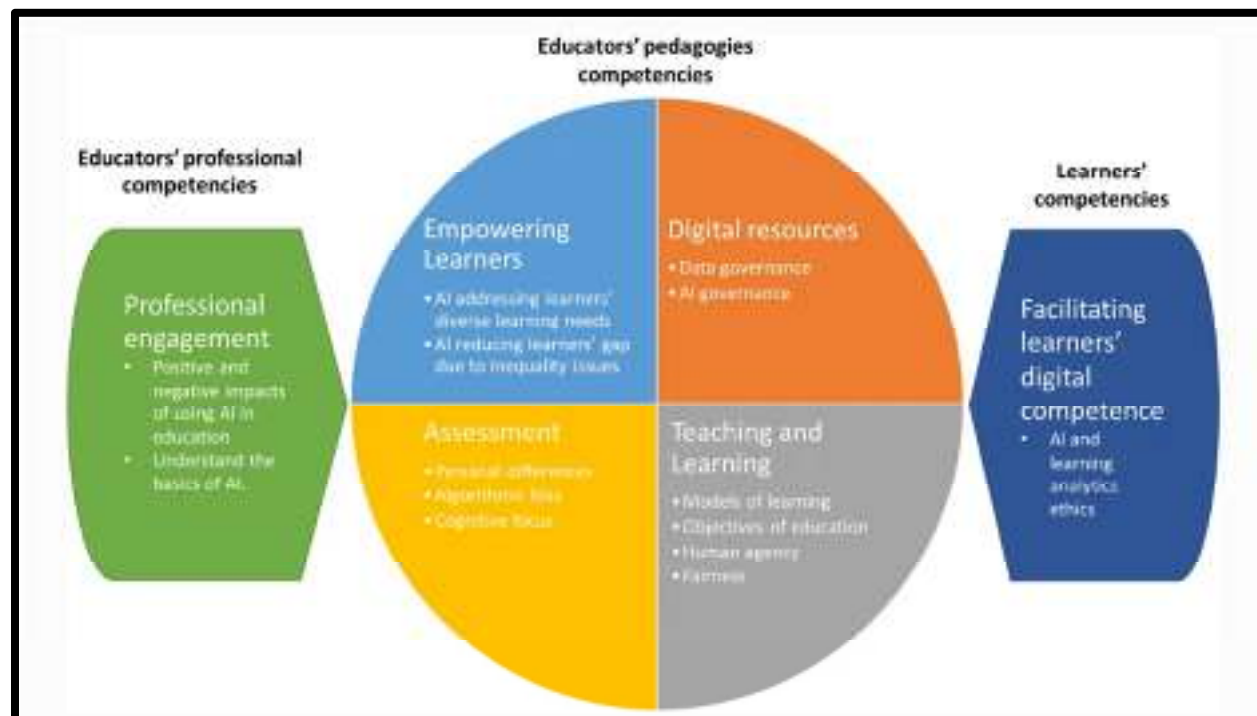 Educators' pedagogies
competencies
Educators' professional
competencies
Learners'
competencies
Professional
engagement
• Positive and
negative impacts
of using AI in
education
• Understand the
basics of AI.
Empowering
Learners
• AI addressing learners'
diverse learning needs
• AI reducing learners' gap
due to inequality issues
Digital resources
• Data governance
• AI governance
Assessment
• Personal differences
• Algorithmic bias
• Cognitive focus
Teaching and
Learning
• Models of learning
• Objectives of education
• Human agency
• Fairness
Facilitating
learners'
digital
competence
• AI and
learning
analytics
ethics